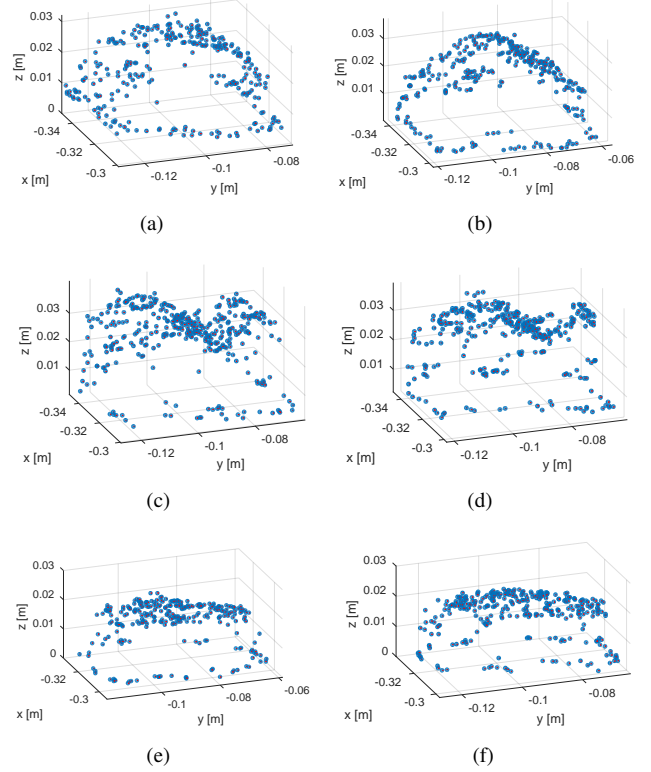 0.03
0.02
0.01
0
z [m]
-0.34
-0.32
-0.3
x [m]
-0.12
-0.1
-0.08
y [m]
(a)
0.03
0.02
0.01
z [m]
-0.34
-0.32
-0.3
x [m]
-0.12
-0.1
-0.08
-0.06
y [m]
(b)
0.03
0.02
0.01
z [m]
-0.34
-0.32
-0.3
x [m]
-0.12
-0.1
-0.08
y [m]
(c)
0.03
0.02
0.01
z [m]
-0.34
-0.32
-0.3
x [m]
-0.12
-0.1
-0.08
y [m]
(d)
0.03
0.02
0.01
0
z [m]
-0.32
-0.3
x [m]
-0.1
-0.08
-0.06
y [m]
(e)
0.03
0.02
0.01
0
z [m]
-0.32
-0.3
x [m]
-0.12
-0.1
-0.08
y [m]
(f)